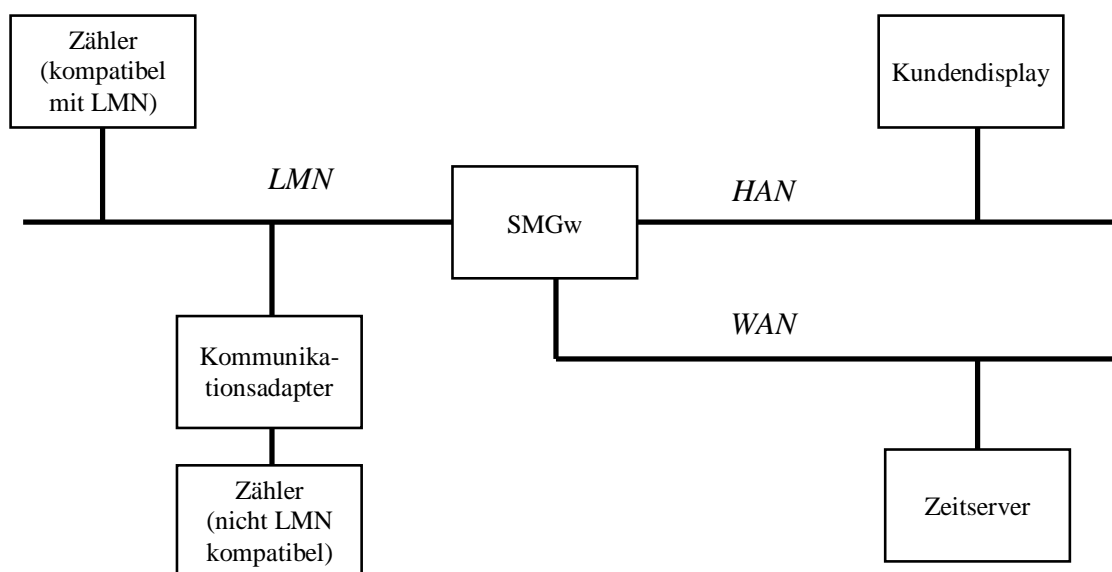 Zähler
(kompatibel
mit LMN)
Kundendisplay
LMN
SMGw
HAN
WAN
Kommunika-
tionsadapter
Zähler
(nicht LMN
kompatibel)
Zeitserver